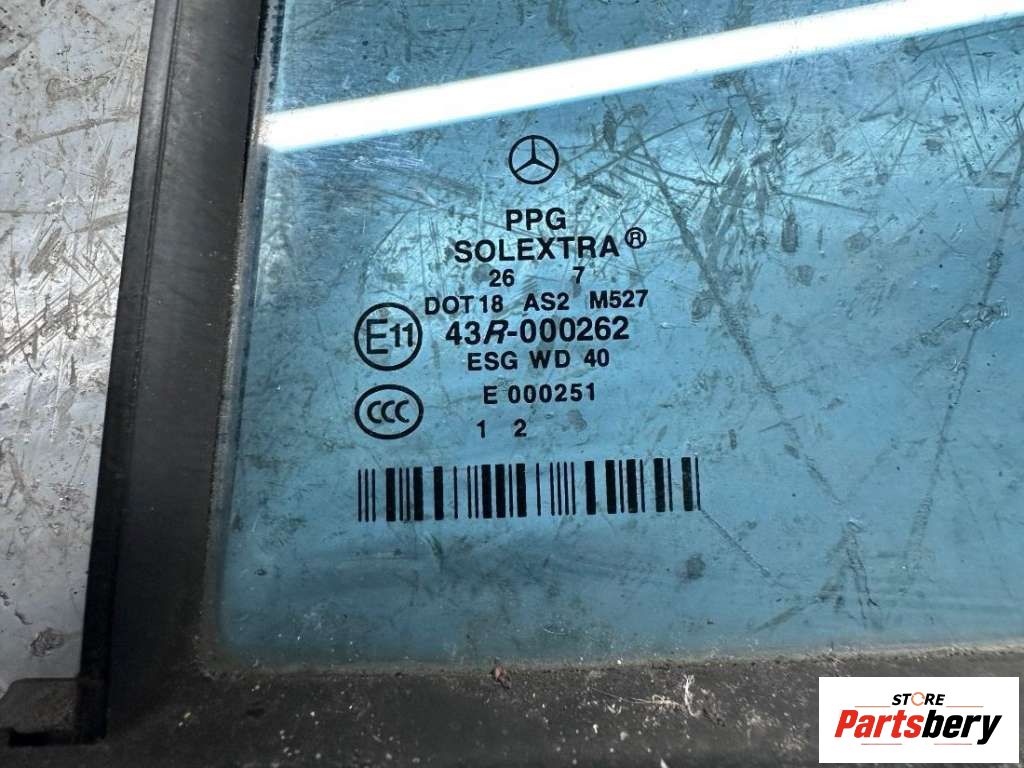 PPG
SOLEXTRA®
26 7
DOT18 AS2 M527
E11 43R-000262
ESG WD 40
E 000251
CCC
1 2
STORE
Partsbery